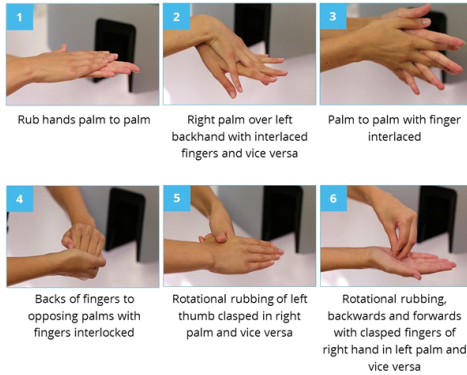 1
2
3
Rub hands palm to palm
Right palm over left
backhand with interlaced
fingers and vice versa
Palm to palm with finger
interlaced
4
5
6
Backs of fingers to
opposing palms with
fingers interlocked
Rotational rubbing of left
thumb clasped in right
palm and vice versa
Rotational rubbing,
backwards and forwards
with clasped fingers of
right hand in left palm and
vice versa